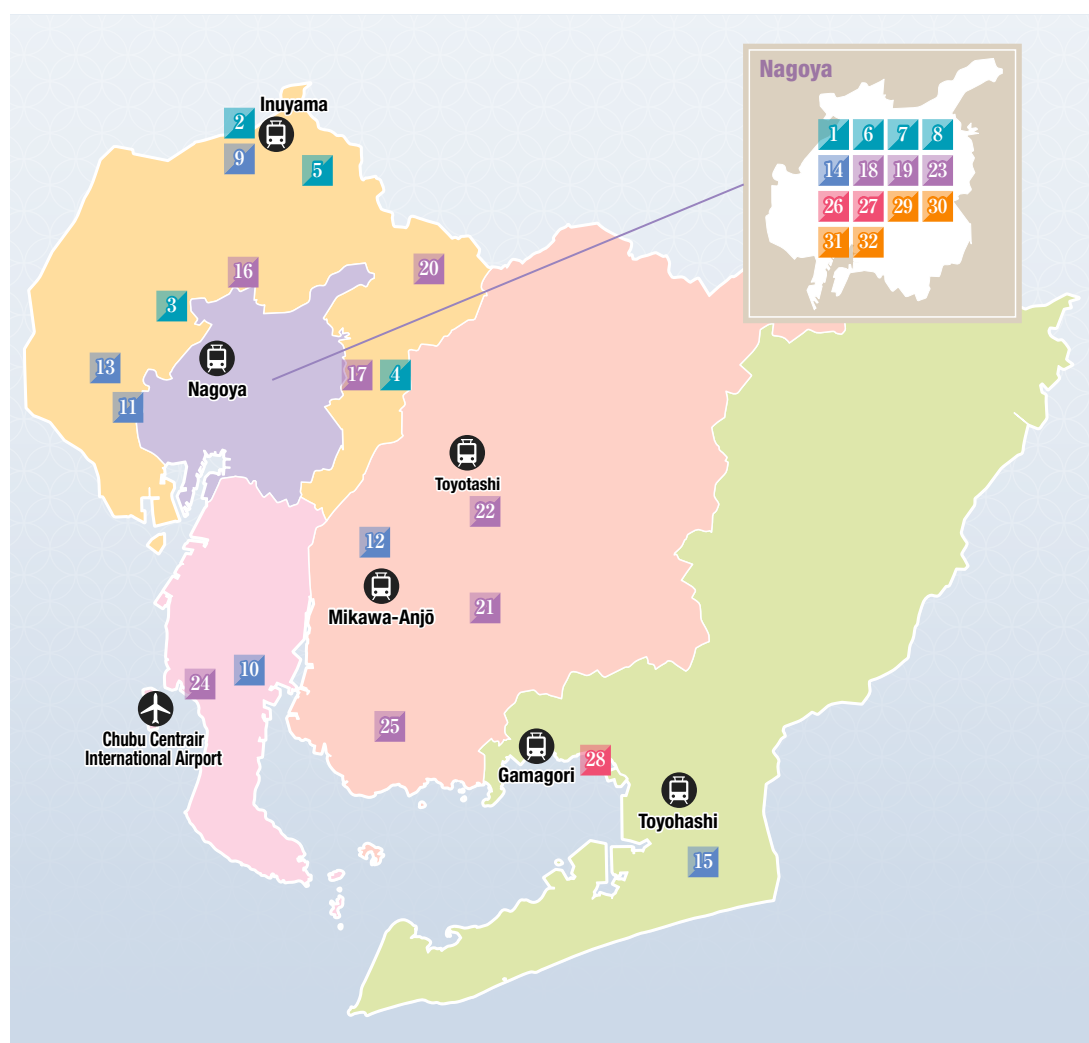 Nagoya
1 6 7 8
14 18 19 23
26 27 29 30
31 32
Inuyama
2
9
5
16
20
3
13
11
Nagoya
17
4
Toyotashi
22
12
Mikawa-Anjō
21
10
24
Chubu Centrair
International Airport
25
Gamagori
28
Toyohashi
15